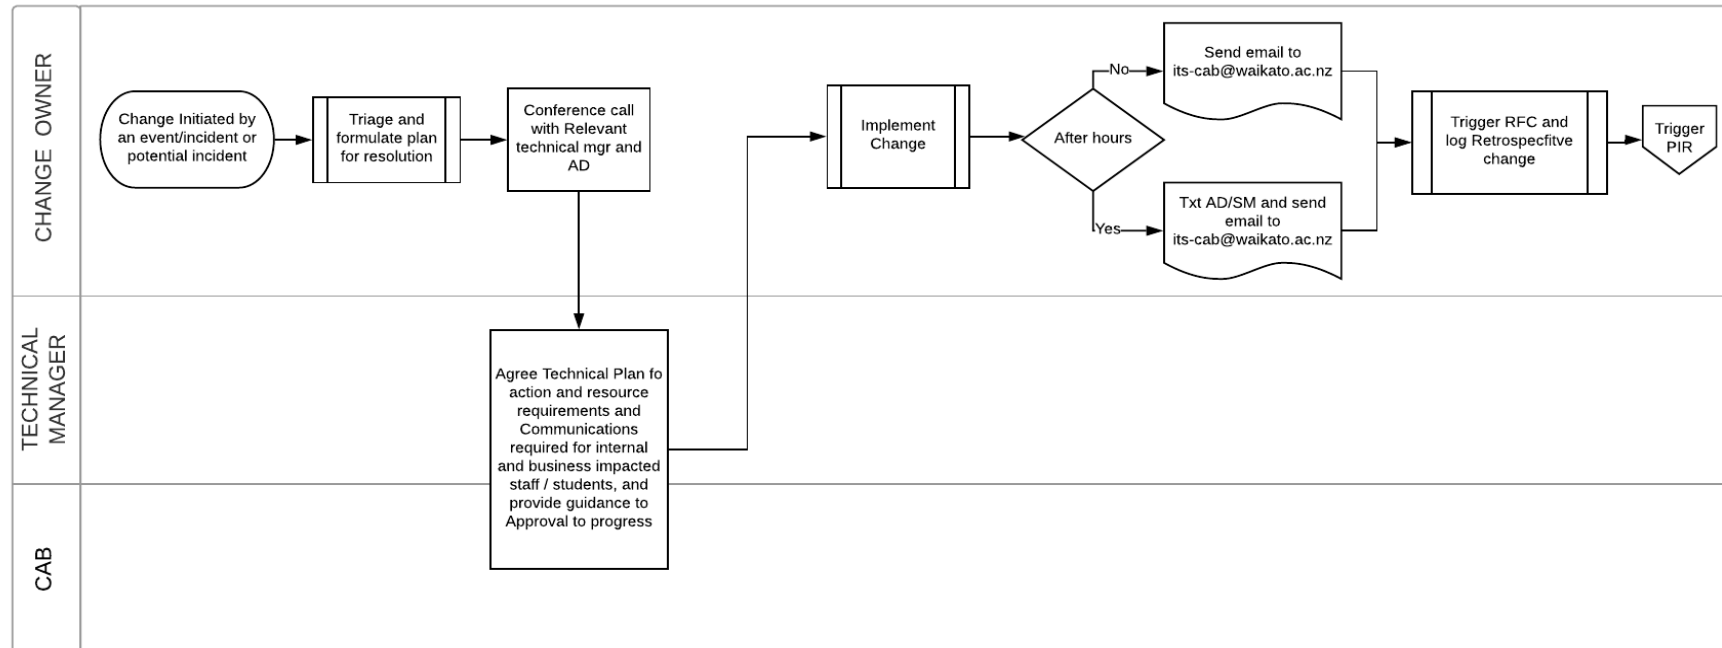 CHANGE OWNER
Change Initiated by
an event/incident or
potential incident
Triage and
formulate plan
for resolution
Conference call
with Relevant
technical mgr and
AD
Implement
Change
After hours
No
Send email to
its-cab@waikato.ac.nz
Yes
Txt AD/SM and send
email to
its-cab@waikato.ac.nz
Trigger RFC and
log Retrospecfitve
change
Trigger
PIR
TECHNICAL
MANAGER
Agree Technical Plan fo
action and resource
requirements and
Communications
required for internal
and business impacted
staff / students, and
provide guidance to
Approval to progress
CAB